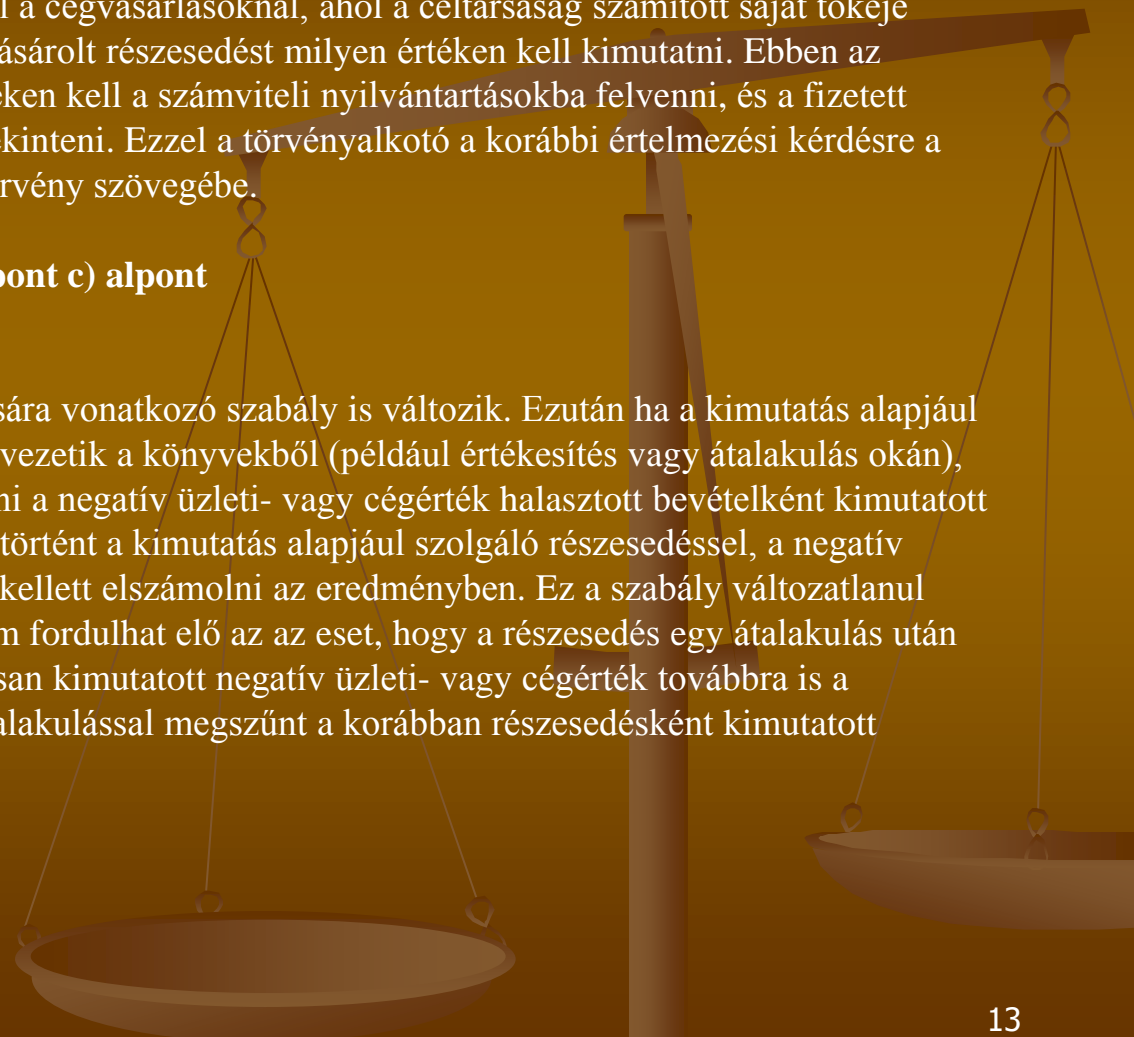 l a cégvásárlásoknál, ahol a céltársaság számított saját tőkéje
ásárolt részesedést milyen értéken kell kimutatni. Ebben az
eken kell a számviteli nyilvántartásokba felvenni, és a fizetett
ekinteni. Ezzel a törvényalkotó a korábbi értelmezési kérdésre a
rvény szövegébe.
pont c) alpont
sára vonatkozó szabály is változik. Ezután ha a kimutatás alapjául
vezetik a könyvekből (például értékesítés vagy átalakulás okán),
ni a negatív üzleti- vagy cégérték halasztott bevételként kimutatott
történt a kimutatás alapjául szolgáló részesedéssel, a negatív
kellett elszámolni az eredményben. Ez a szabály változatlanul
m fordulhat elő az az eset, hogy a részesedés egy átalakulás után
san kimutatott negatív üzleti- vagy cégérték továbbra is a
alakulással megszűnt a korábban részesedésként kimutatott
13